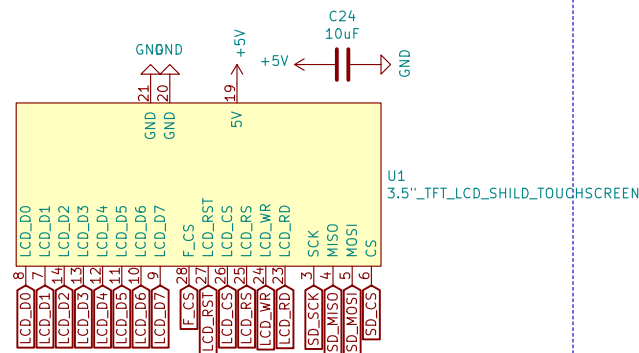 C24
10uF
GND
GND
+5V
+5V
GND
21
20
19
GND
GND
5V
U1
3.5"_TFT_LCD_SHILD_TOUCHSCREEN
LCD_D0
LCD_D1
LCD_D2
LCD_D3
LCD_D4
LCD_D5
LCD_D6
LCD_D7
F_CS
LCD_RST
LCD_CS
LCD_RS
LCD_WR
LCD_RD
SCK
MISO
MOSI
CS
8
7
14
13
12
11
10
9
28
27
26
25
24
23
3
4
5
6
LCD_D0
LCD_D1
LCD_D2
LCD_D3
LCD_D4
LCD_D5
LCD_D6
LCD_D7
F_CS
LCD_RST
LCD_CS
LCD_RS
LCD_WR
LCD_RD
SD_SCK
SD_MISO
SD_MOSI
SD_CS